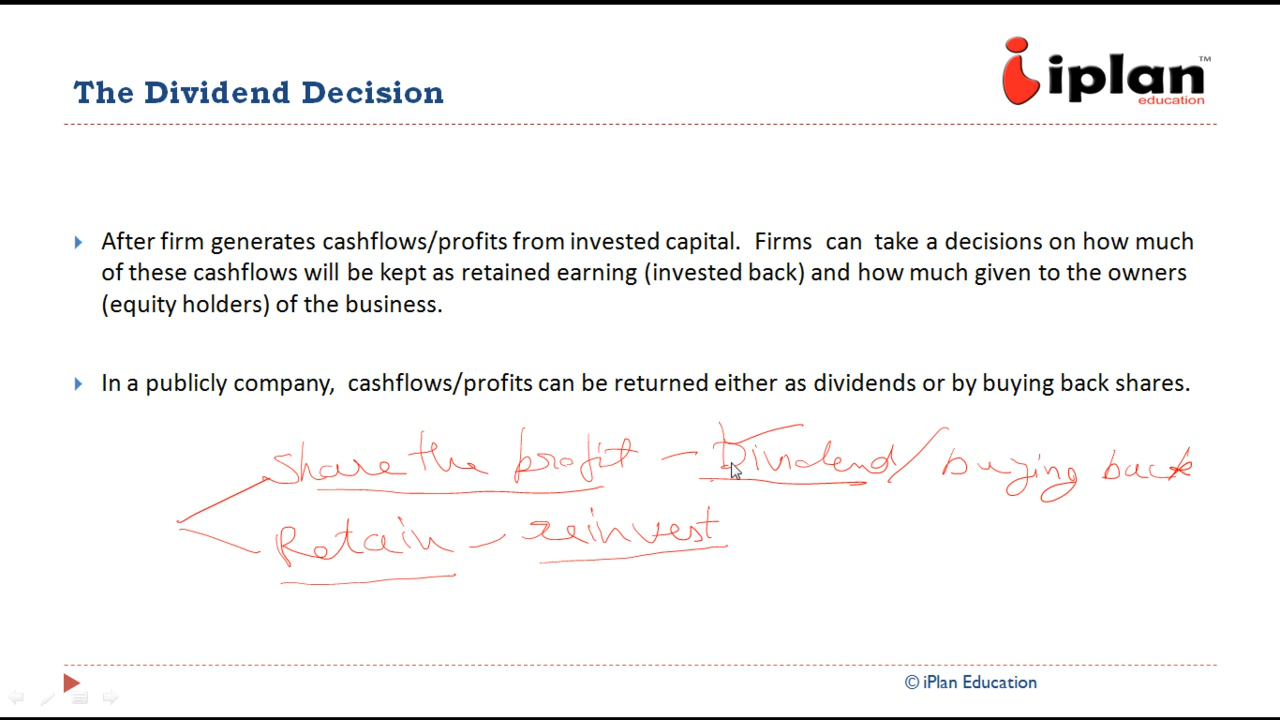 The Dividend Decision
iplan™
education
After firm generates cashflows/profits from invested capital. Firms can take a decisions on how much
of these cashflows will be kept as retained earning (invested back) and how much given to the owners
(equity holders) of the business.
In a publicly company, cashflows/profits can be returned either as dividends or by buying back shares.
Share the profit – Dividend/buying back
Retain – reinvest
© iPlan Education